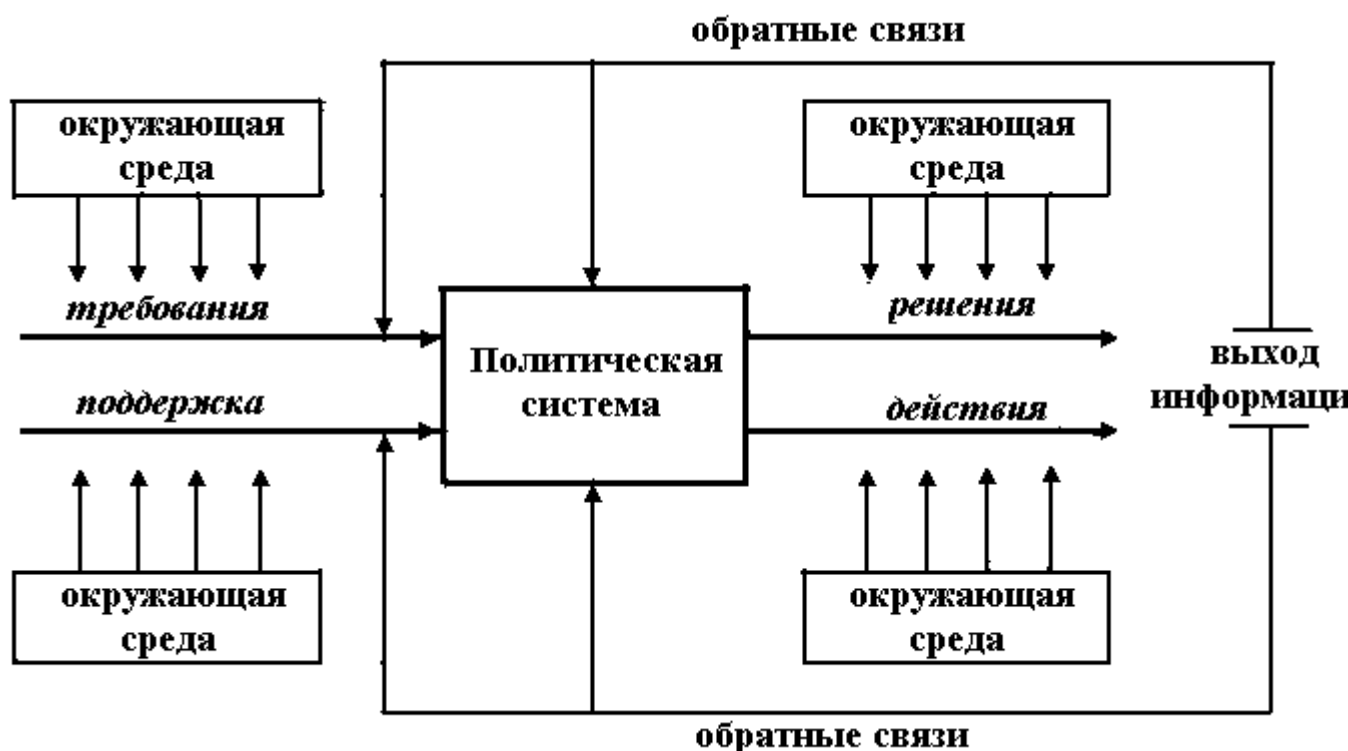 обратные связи
окружающая
среда
окружающая
среда
требования
решения
Политическая
система
выход
информаци
поддержка
действия
окружающая
среда
окружающая
среда
обратные связи